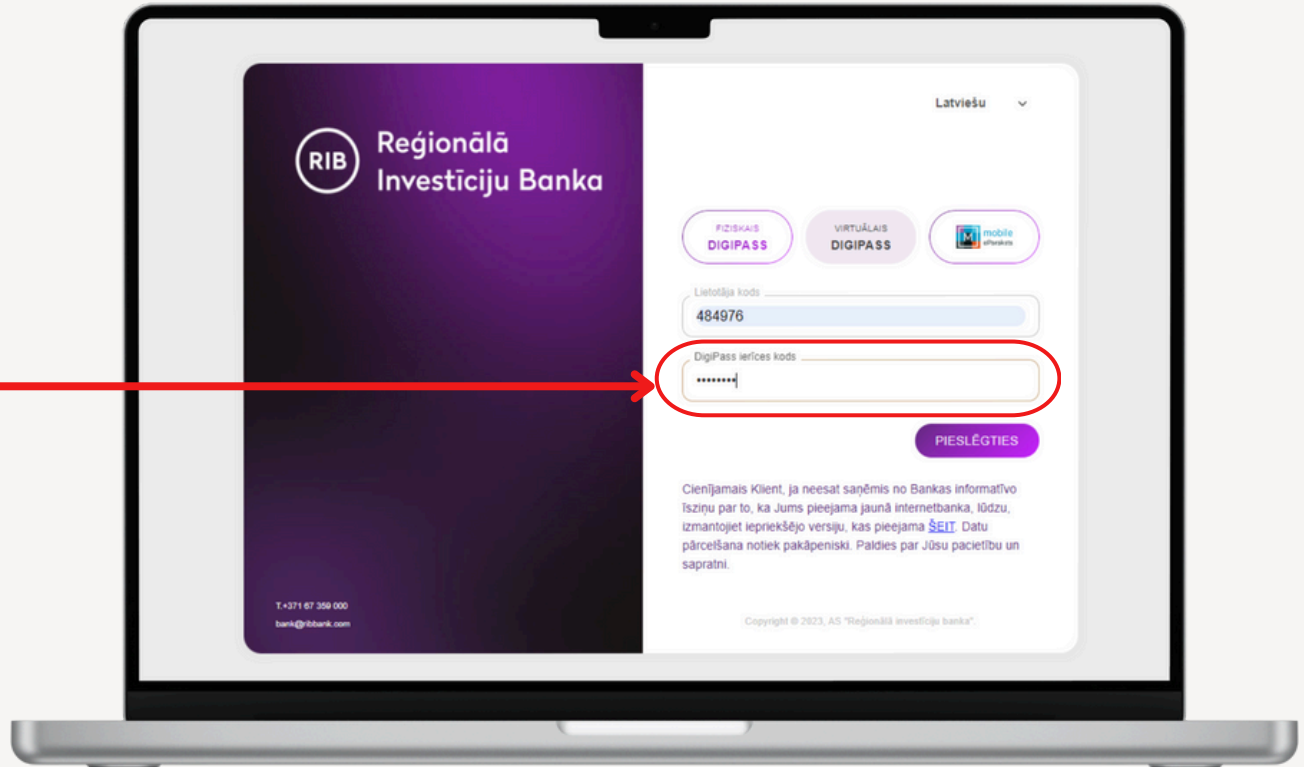 RIB
Reģionālā
Investīciju Banka
T.+371 67 359 000
bank@ribbank.com
Latviešu
FIZISKAIS
DIGIPASS
VIRTUĀLAIS
DIGIPASS
M
mobile
eParaksts
Lietotāja kods
484976
DigiPass ierīces kods
••••••••
PIESLĒGTIES
Cienījamais Klient, ja neesat saņēmis no Bankas informatīvo
īsziņu par to, ka Jums pieejama jaunā internetbanka, lūdzu,
izmantojiet iepriekšējo versiju, kas pieejama ŠEIT. Datu
pārcelšana notiek pakāpeniski. Paldies par Jūsu pacietību un
sapratni.
Copyright © 2023, AS "Reģionālā investīciju banka".